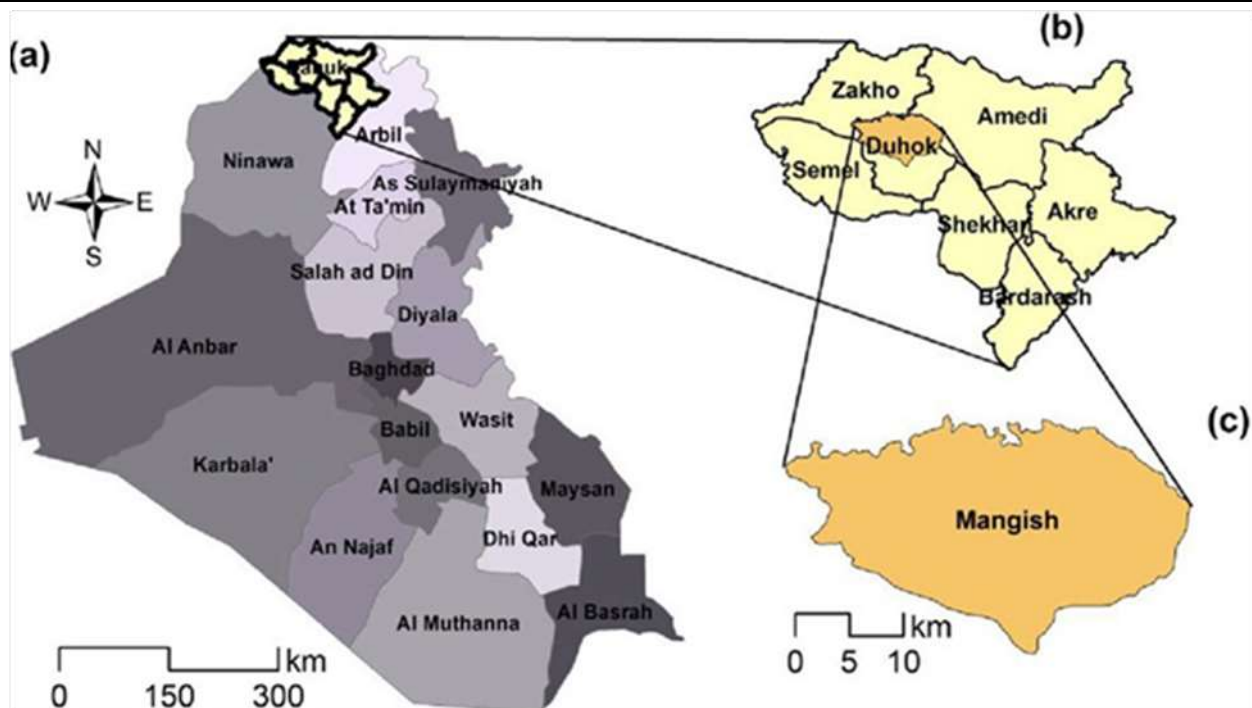 (a)
(b)
(c)
N
W E
S
Ninawa
Arbil
As Sulaymaniyah
At Ta'min
Salah ad Din
Diyala
Al Anbar
Baghdad
Wasit
Babil
Karbala'
Al Qadisiyah
Maysan
An Najaf
Dhi Qar
Al Muthanna
Al Basrah
km
0 150 300
Zakho
Amedi
Duhok
Semel
Akre
Shekhan
Bardarash
Mangish
km
0 5 10